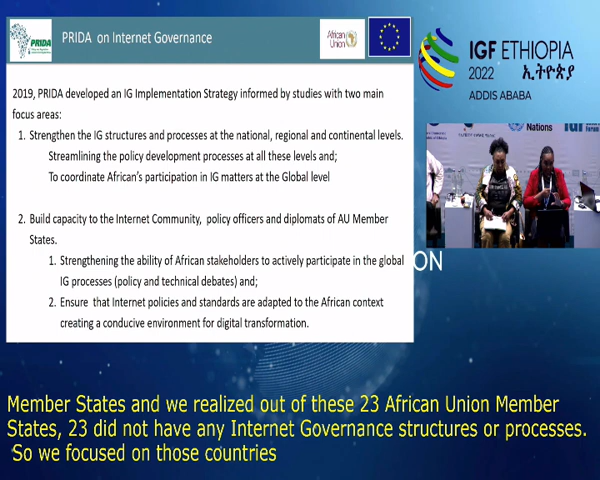 PRIDA
PRIDA on Internet Governance
African
Union
IGF ETHIOPIA
2022 ኢትዮጵያ
ADDIS ABABA
2019, PRIDA developed an IG Implementation Strategy informed by studies with two main
focus areas:
1. Strengthen the IG structures and processes at the national, regional and continental levels.
Streamlining the policy development processes at all these levels and;
To coordinate African's participation in IG matters at the Global level
2. Build capacity to the Internet Community, policy officers and diplomats of AU Member
States.
1. Strengthening the ability of African stakeholders to actively participate in the global
IG processes (policy and technical debates) and;
2. Ensure that Internet policies and standards are adapted to the African context
creating a conducive environment for digital transformation.
Nations
ON
Member States and we realized out of these 23 African Union Member
States, 23 did not have any Internet Governance structures or processes.
So we focused on those countries